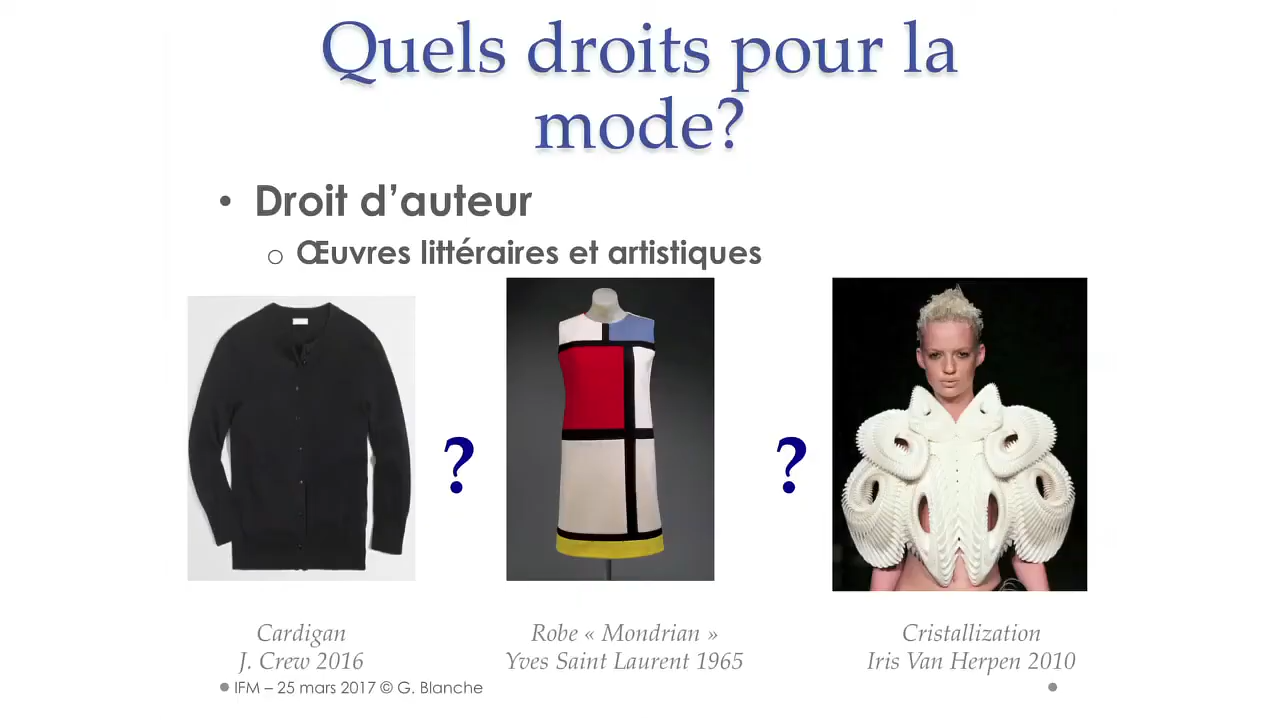 Quels droits pour la
mode?
• Droit d’auteur
o Œuvres littéraires et artistiques
? ?
Cardigan
J. Crew 2016
Robe « Mondrian »
Yves Saint Laurent 1965
Cristallization
Iris Van Herpen 2010
IFM – 25 mars 2017 © G. Blanche